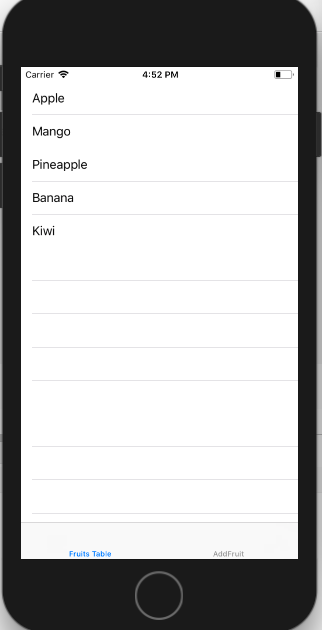 Carrier 4:52 PM
Apple
Mango
Pineapple
Banana
Kiwi
Fruits Table AddFruit